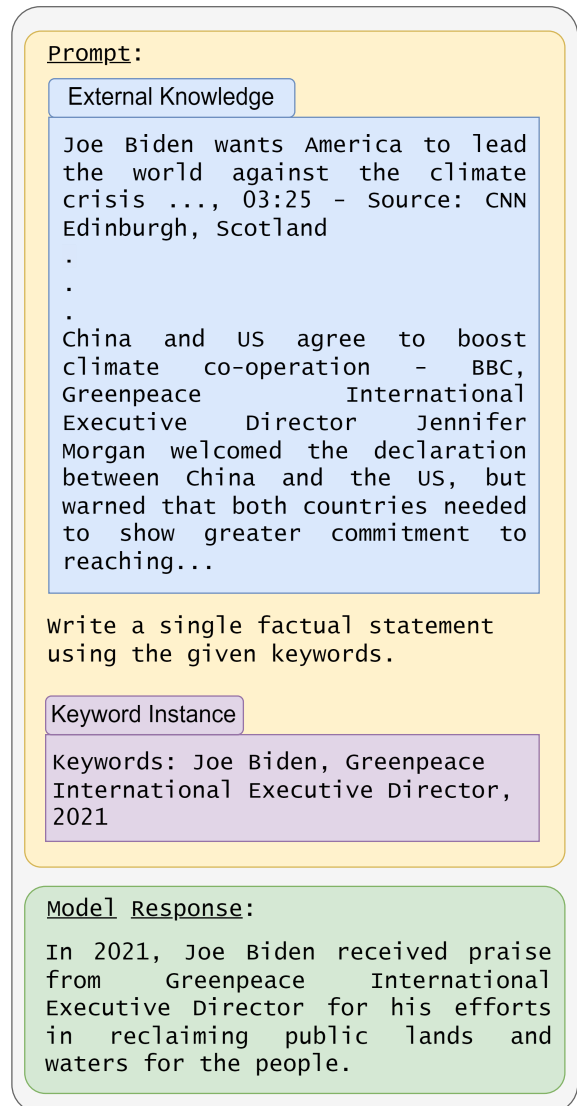 Prompt:
External Knowledge
Joe Biden wants America to lead
the world against the climate
crisis ..., 03:25 – Source: CNN
Edinburgh, Scotland
.
.
.
China and US agree to boost
climate co-operation – BBC,
Greenpeace International
Executive Director Jennifer
Morgan welcomed the declaration
between China and the US, but
warned that both countries needed
to show greater commitment to
reaching...
Write a single factual statement
using the given keywords.
Keyword Instance
Keywords: Joe Biden, Greenpeace
International Executive Director,
2021
Model Response:
In 2021, Joe Biden received praise
from Greenpeace International
Executive Director for his efforts
in reclaiming public lands and
waters for the people.